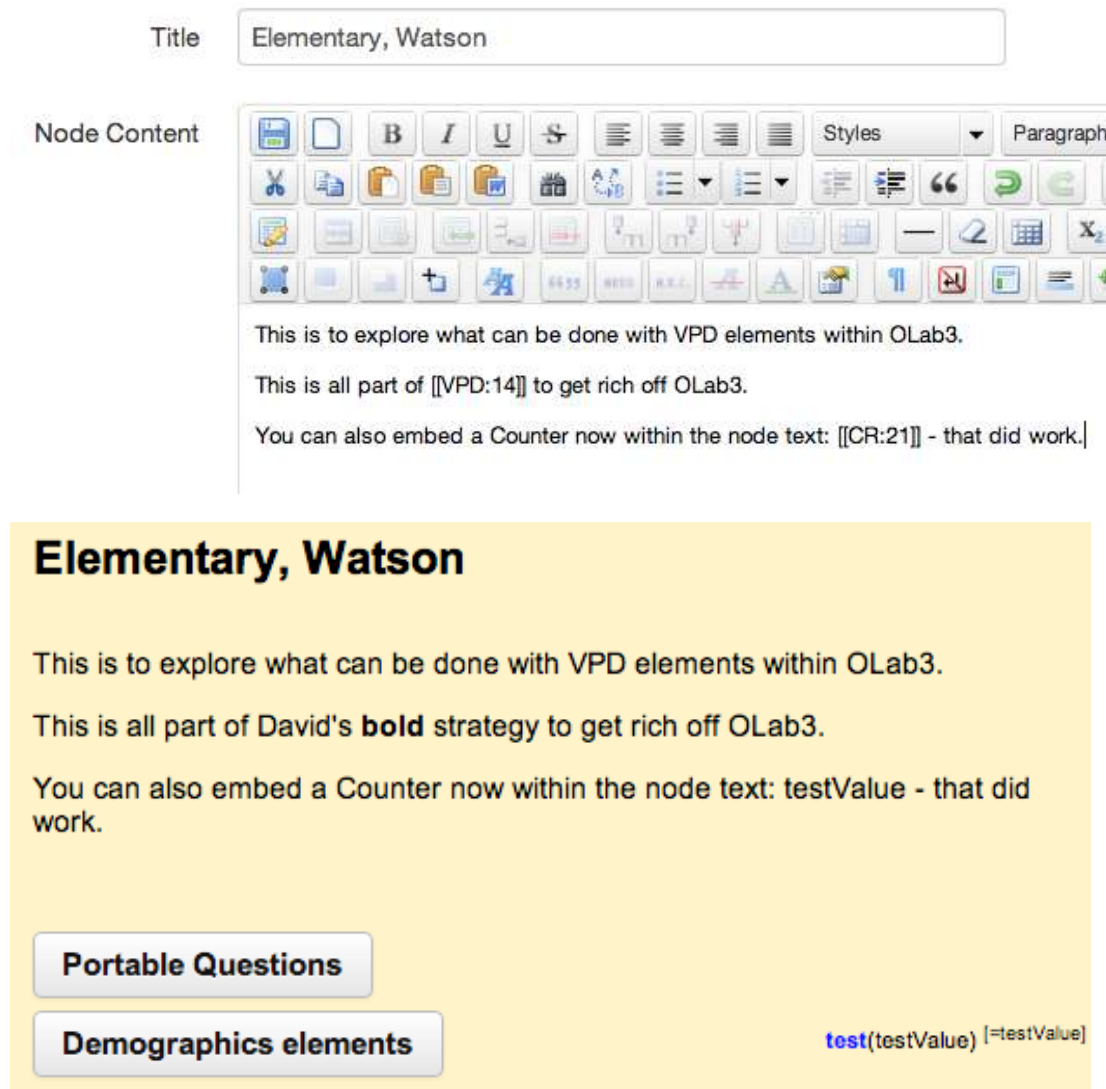 Title
Elementary, Watson
Node Content
B I U S Styles Paragraph
X₂
This is to explore what can be done with VPD elements within OLab3.
This is all part of [[VPD:14]] to get rich off OLab3.
You can also embed a Counter now within the node text: [[CR:21]] - that did work.
Elementary, Watson
This is to explore what can be done with VPD elements within OLab3.
This is all part of David's bold strategy to get rich off OLab3.
You can also embed a Counter now within the node text: testValue - that did
work.
Portable Questions
Demographics elements
test(testValue) [=testValue]